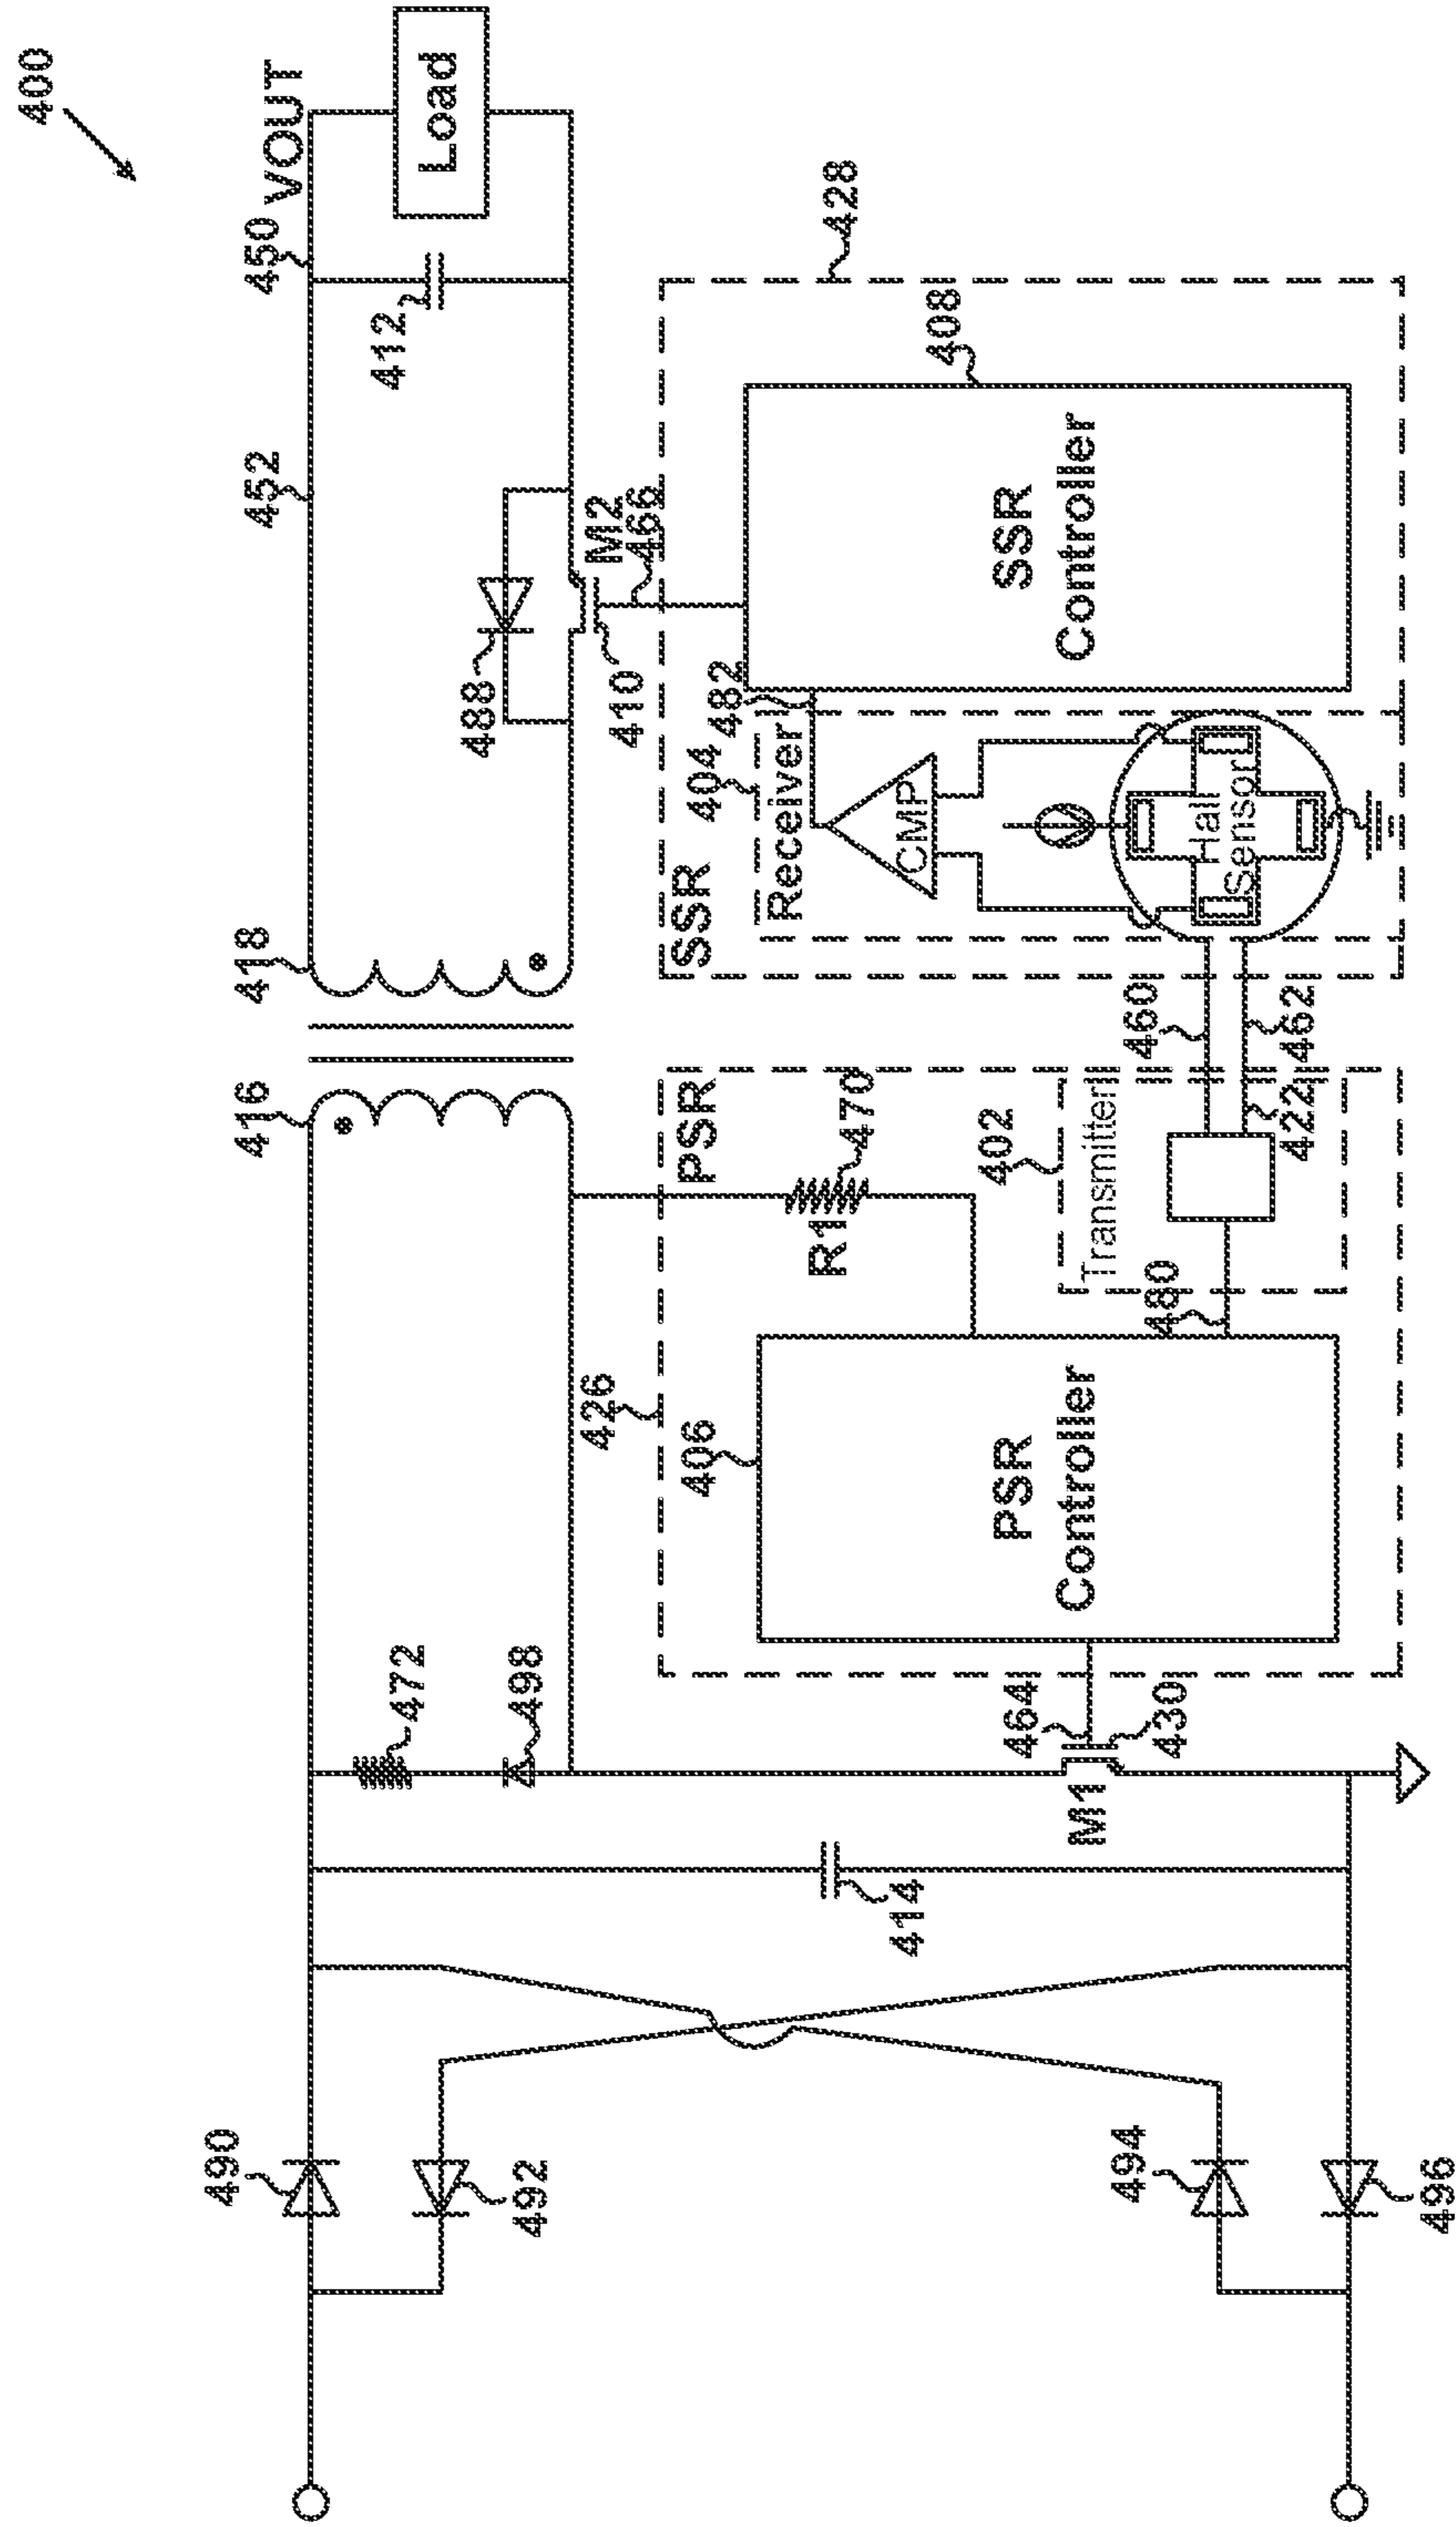 400
VOUT
450
452
Load
412
418
416
488
M2
466
410
472
498
428
408
482
404
Receiver
SSR
CMP
Hall
Sensor
SSR
Controller
460
462
422
PSR
470
R1
402
Transmitter
480
426
406
PSR
Controller
464
430
M1
414
490
492
494
496